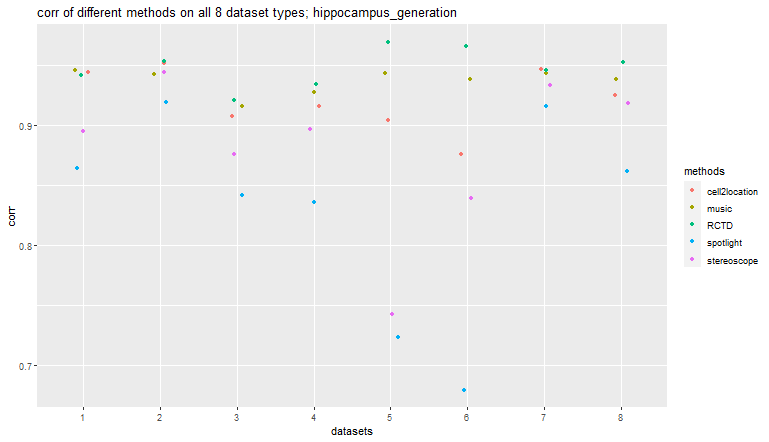 corr of different methods on all 8 dataset types; hippocampus_generation
corr
0.9
0.8
0.7
1 2 3 4 5 6 7 8
datasets
methods
cell2location
music
RCTD
spotlight
stereoscope